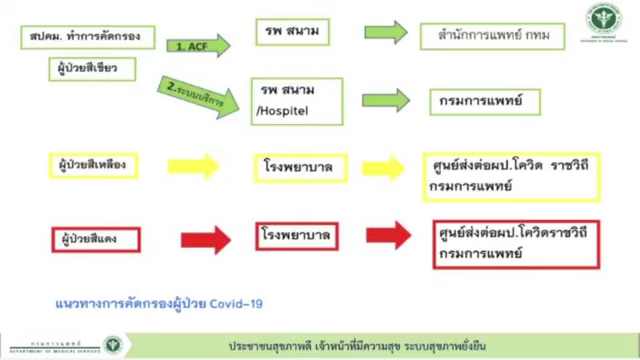 สปคม. ทำการคัดกรอง
ผู้ป่วยสีเขียว
1. ACF
รพ สนาม
สำนักการแพทย์ กทม
2.ระบบบริการ
รพ สนาม
/Hospitel
กรมการแพทย์
ผู้ป่วยสีเหลือง
โรงพยาบาล
ศูนย์ส่งต่อผป.โควิด ราชวิถี
กรมการแพทย์
ผู้ป่วยสีแดง
โรงพยาบาล
ศูนย์ส่งต่อผป.โควิดราชวิถี
กรมการแพทย์
แนวทางการคัดกรองผู้ป่วย Covid-19
กรมการแพทย์
DEPARTMENT OF MEDICAL SERVICES
ประชาชนสุขภาพดี เจ้าหน้าที่มีความสุข ระบบสุขภาพยั่งยืน